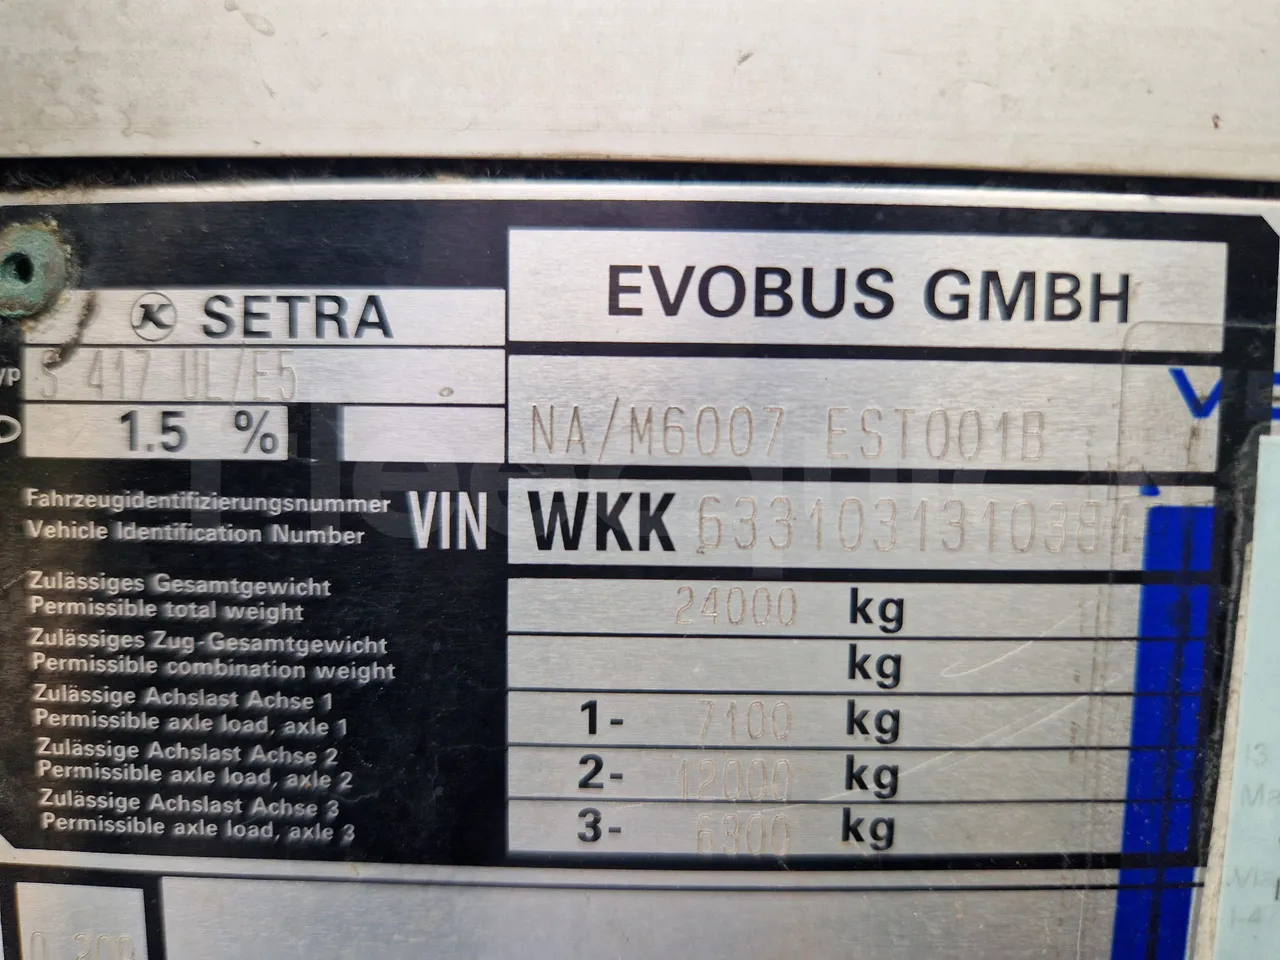 SETRA
EVOBUS GMBH
S 417 UL/E5
1.5 %
NA/M6007 EST001B
Fahrzeugidentifizierungsnummer
Vehicle Identification Number
VIN
WKK 6331031310381
Zulässiges Gesamtgewicht
Permissible total weight
24000 kg
Zulässiges Zug-Gesamtgewicht
Permissible combination weight
kg
Zulässige Achslast Achse 1
Permissible axle load, axle 1
1- 7100 kg
Zulässige Achslast Achse 2
Permissible axle load, axle 2
2- 12000 kg
Zulässige Achslast Achse 3
Permissible axle load, axle 3
3- 6300 kg